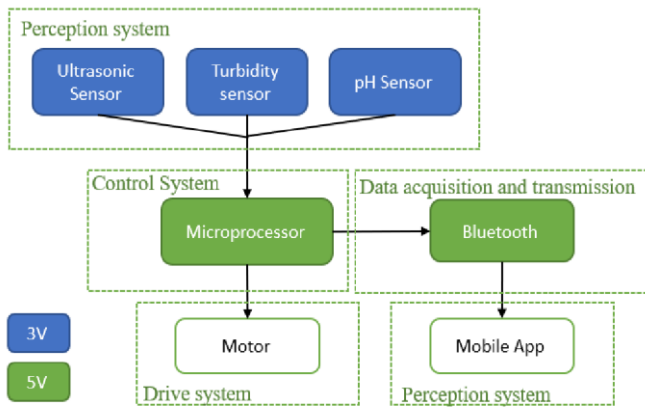 Perception system
Ultrasonic
Sensor
Turbidity
sensor
pH Sensor
Control System
Data acquisition and transmission
Microprocessor
Bluetooth
3V
5V
Motor
Mobile App
Drive system
Perception system